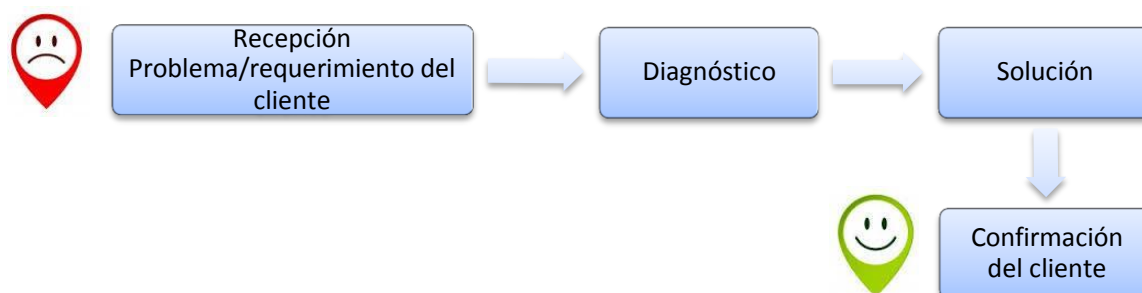 Recepción
Problema/requerimiento del
cliente
Diagnóstico
Solución
Confirmación
del cliente